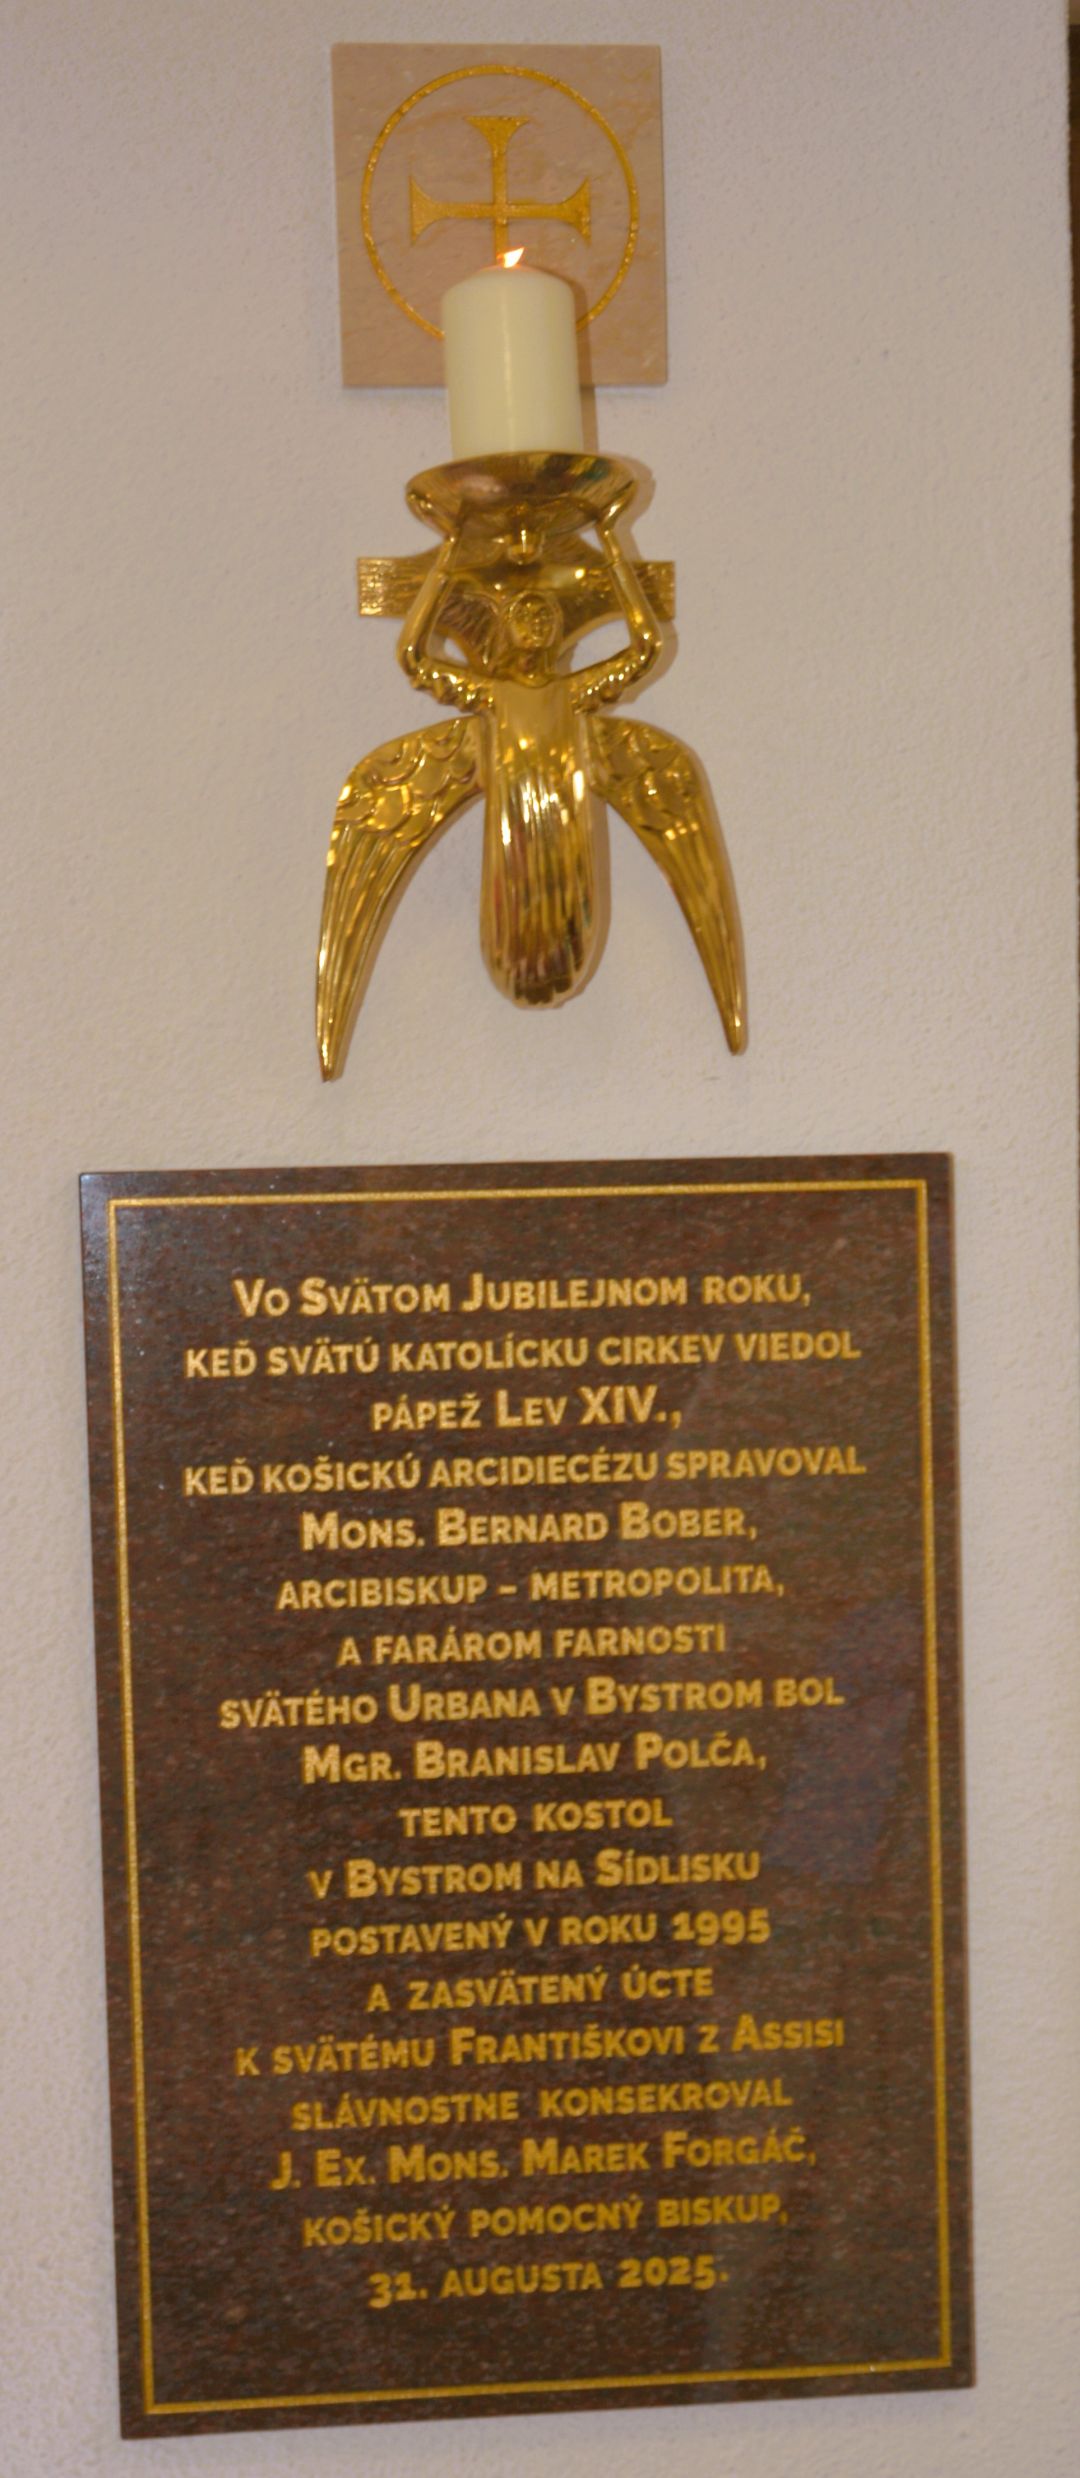 Vo Svätom Jubilejnom roku,
keď svätú katolícku cirkev viedol
pápež Lev XIV.,
keď Košickú arcidiecézu spravoval
Mons. Bernard Bober,
arcibiskup – metropolita,
a farárom farnosti
svätého Urbana v Bystrom bol
Mgr. Branislav Polča,
tento kostol
v Bystrom na Sídlisku
postavený v roku 1995
a zasvätený úcte
k svätému Františkovi z Assisi
slávnostne konsekroval
J. Ex. Mons. Marek Forgáč,
košický pomocný biskup,
31. augusta 2025.